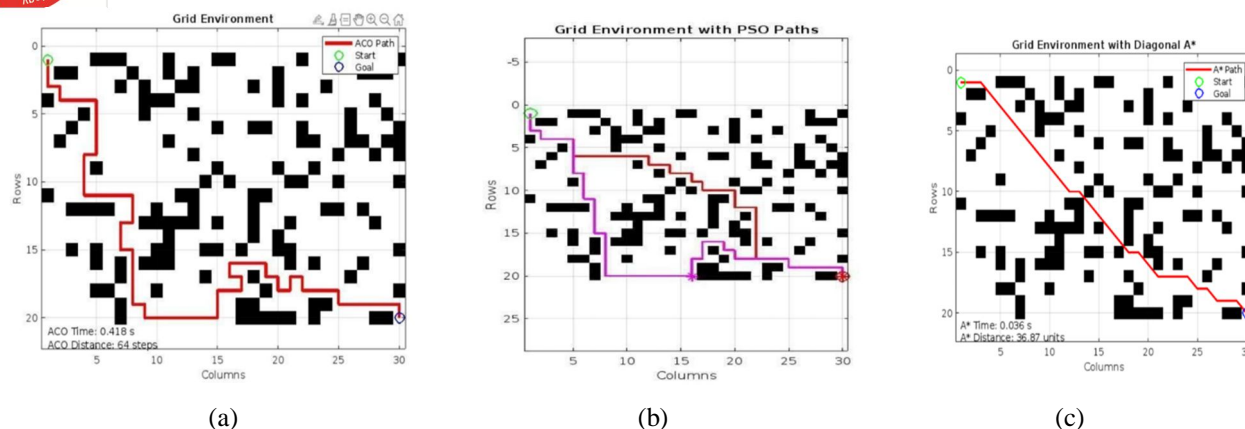 Grid Environment
ACO Path
Start
Goal
0
5
10
15
20
Rows
ACO Time: 0.418 s
ACO Distance: 64 steps
5 10 15 20 25 30
Columns
(a)
Grid Environment with PSO Paths
-5
0
5
10
15
20
25
Rows
5 10 15 20 25 30
Columns
(b)
Grid Environment with Diagonal A*
A* Path
Start
Goal
0
5
10
15
20
Rows
A* Time: 0.036 s
A* Distance: 36.87 units
5 10 15 20 25
Columns
(c)